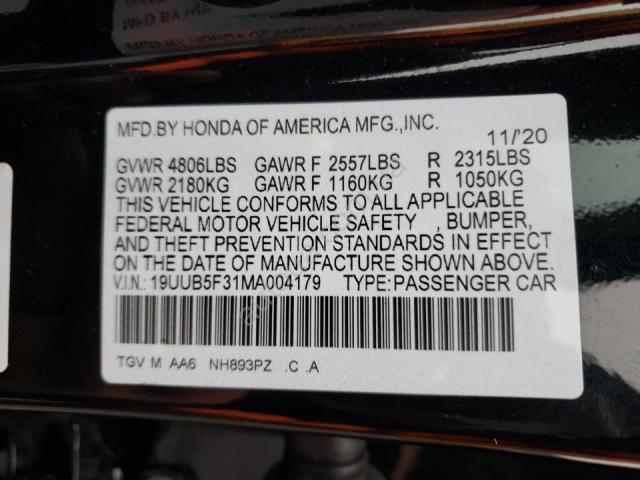 MFD.BY HONDA OF AMERICA MFG.,INC.
11/'20
GVWR 4806LBS GAWR F 2557LBS R 2315LBS
GVWR 2180KG GAWR F 1160KG R 1050KG
THIS VEHICLE CONFORMS TO ALL APPLICABLE
FEDERAL MOTOR VEHICLE SAFETY , BUMPER,
AND THEFT PREVENTION STANDARDS IN EFFECT
ON THE DATE OF MANUFACTURE SHOWN ABOVE.
V.I.N.: 19UUB5F31MA004179 TYPE:PASSENGER CAR
TGV M AA6 NH893PZ .C .A